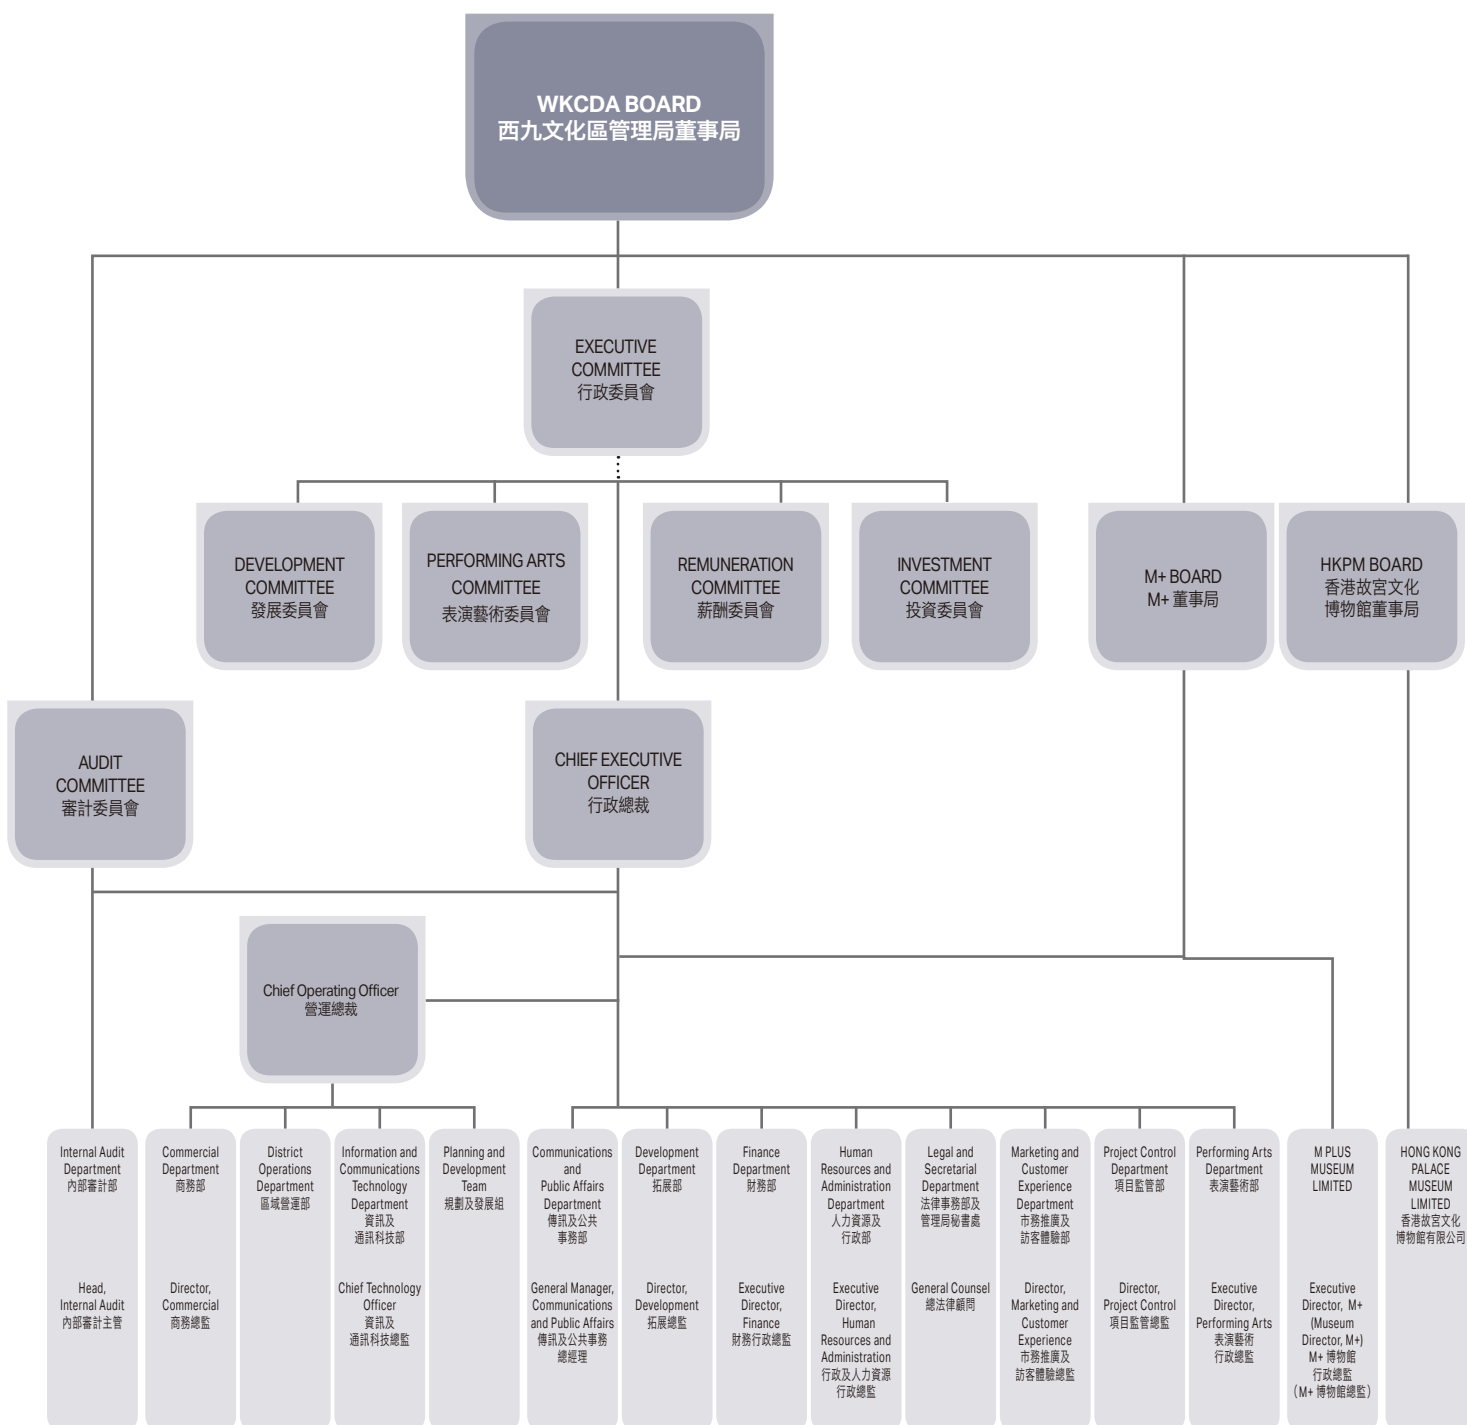 WKCDA BOARD
西九文化區管理局董事局
EXECUTIVE
COMMITTEE
行政委員會
DEVELOPMENT
COMMITTEE
發展委員會
PERFORMING ARTS
COMMITTEE
表演藝術委員會
REMUNERATION
COMMITTEE
薪酬委員會
INVESTMENT
COMMITTEE
投資委員會
M+ BOARD
M+ 董事局
HKPM BOARD
香港故宮文化
博物館董事局
AUDIT
COMMITTEE
審計委員會
CHIEF EXECUTIVE
OFFICER
行政總裁
Chief Operating Officer
營運總裁
Internal Audit
Department
內部審計部
Head,
Internal Audit
內部審計主管
Commercial
Department
商務部
Director,
Commercial
商務總監
District
Operations
Department
區域營運部
Information and
Communications
Technology
Department
資訊及
通訊科技部
Chief Technology
Officer
資訊及
通訊科技總監
Planning and
Development
Team
規劃及發展組
Communications
and
Public Affairs
Department
傳訊及公共
事務部
General Manager,
Communications
and Public Affairs
傳訊及公共事務
總經理
Development
Department
拓展部
Director,
Development
拓展總監
Finance
Department
財務部
Executive
Director,
Finance
財務行政總監
Human
Resources and
Administration
Department
人力資源及
行政部
Executive
Director,
Human
Resources and
Administration
行政及人力資源
行政總監
Legal and
Secretarial
Department
法律事務部及
管理局秘書處
General Counsel
總法律顧問
Marketing and
Customer
Experience
Department
市務推廣及
訪客體驗部
Director,
Marketing and
Customer
Experience
市務推廣及
訪客體驗總監
Project Control
Department
項目監管部
Director,
Project Control
項目監管總監
Performing Arts
Department
表演藝術部
Executive
Director,
Performing Arts
表演藝術
行政總監
M PLUS
MUSEUM
LIMITED
Executive
Director, M+
(Museum
Director, M+)
M+ 博物館
行政總監
（M+ 博物館總監）
HONG KONG
PALACE
MUSEUM
LIMITED
香港故宮文化
博物館有限公司